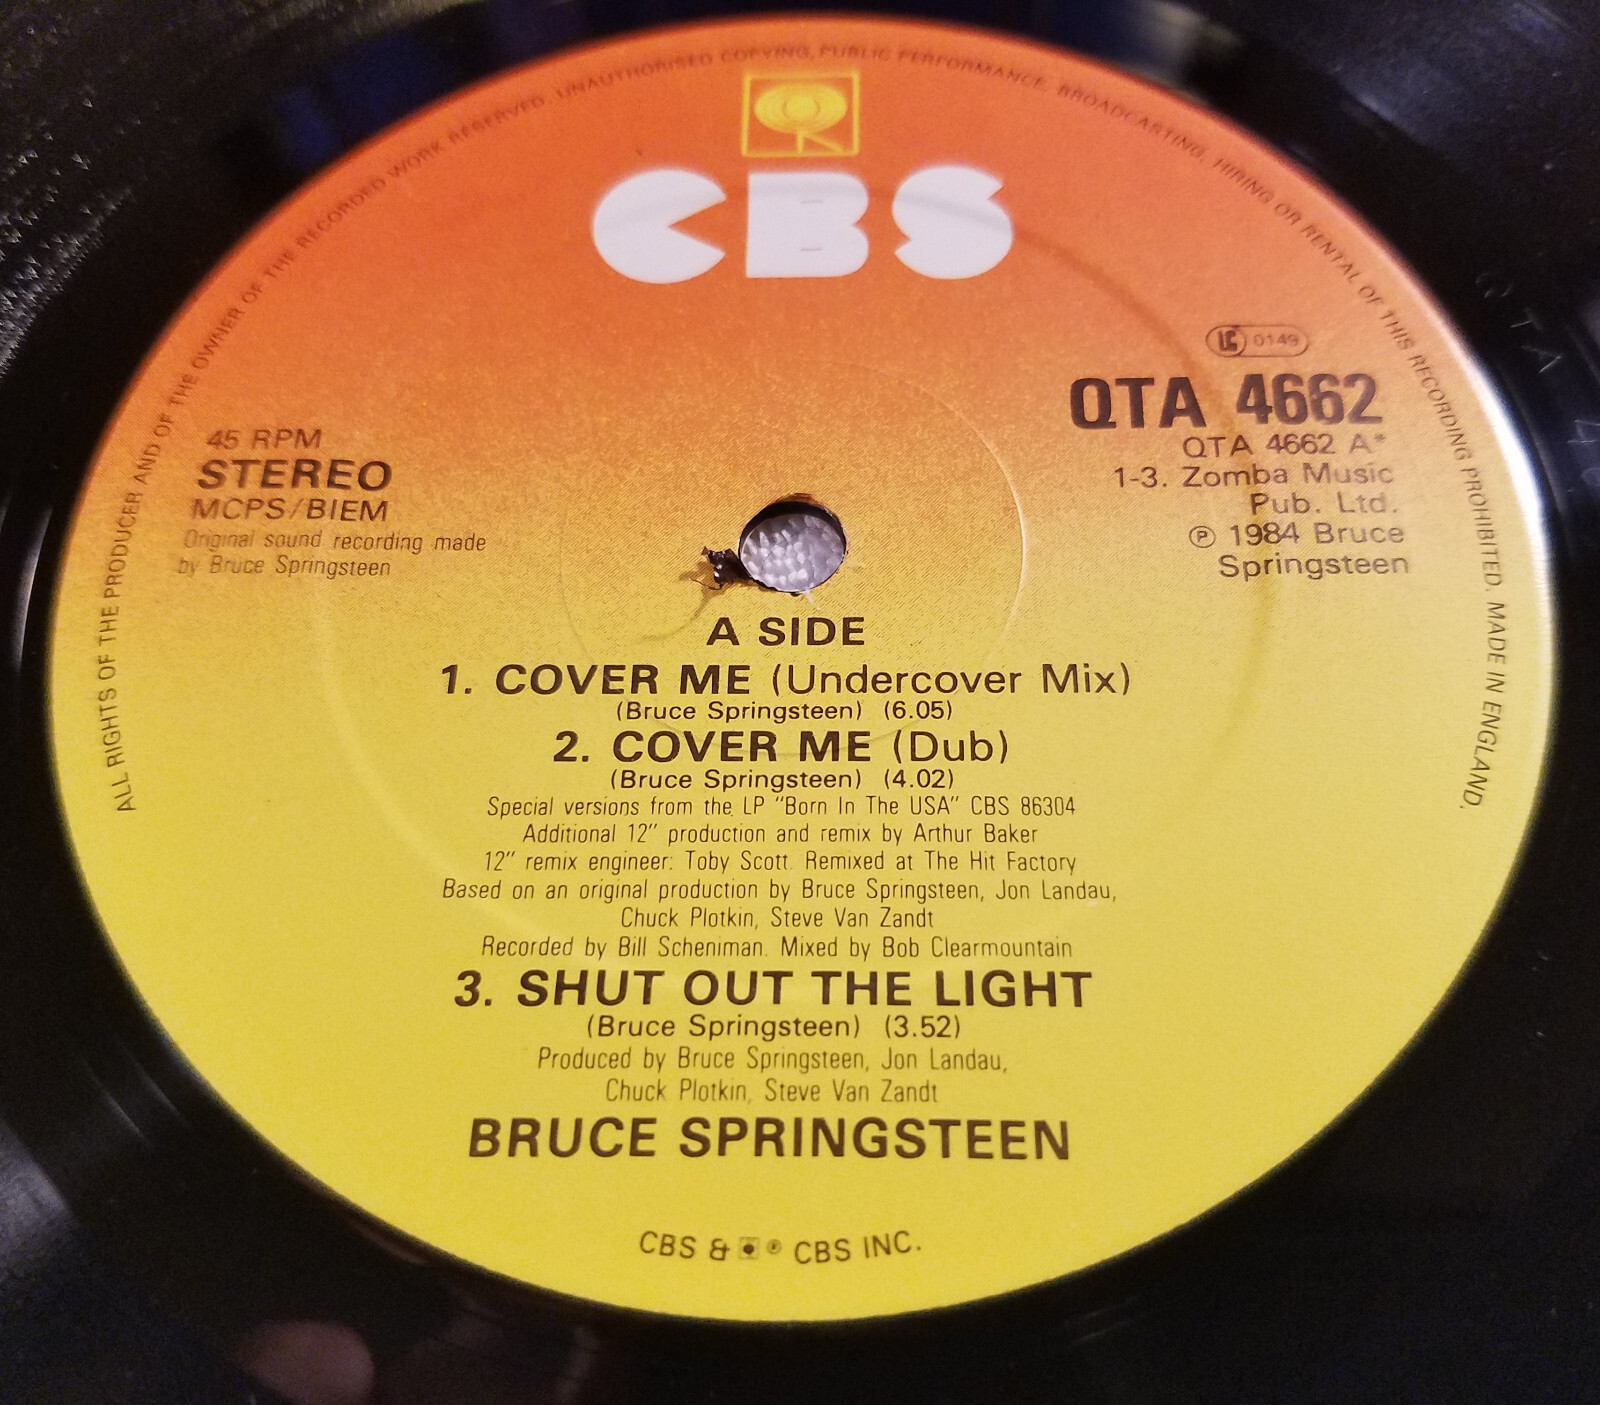 ALL RIGHTS OF THE PRODUCER AND OF THE OWNER OF THE RECORDED WORK RESERVED. UNAUTHORISED COPYING, PUBLIC PERFORMANCE, BROADCASTING, HIRING OR RENTAL OF THIS RECORDING PROHIBITED. MADE IN ENGLAND.
CBS
LC 0149
QTA 4662
QTA 4662 A*
1-3. Zomba Music
Pub. Ltd.
℗ 1984 Bruce
Springsteen
45 RPM
STEREO
MCPS/BIEM
Original sound recording made
by Bruce Springsteen
A SIDE
1. COVER ME (Undercover Mix)
(Bruce Springsteen) (6.05)
2. COVER ME (Dub)
(Bruce Springsteen) (4.02)
Special versions from the LP "Born In The USA" CBS 86304
Additional 12" production and remix by Arthur Baker
12" remix engineer: Toby Scott. Remixed at The Hit Factory
Based on an original production by Bruce Springsteen, Jon Landau,
Chuck Plotkin, Steve Van Zandt
Recorded by Bill Scheniman. Mixed by Bob Clearmountain
3. SHUT OUT THE LIGHT
(Bruce Springsteen) (3.52)
Produced by Bruce Springsteen, Jon Landau,
Chuck Plotkin, Steve Van Zandt
BRUCE SPRINGSTEEN
CBS & ® CBS INC.
QTA